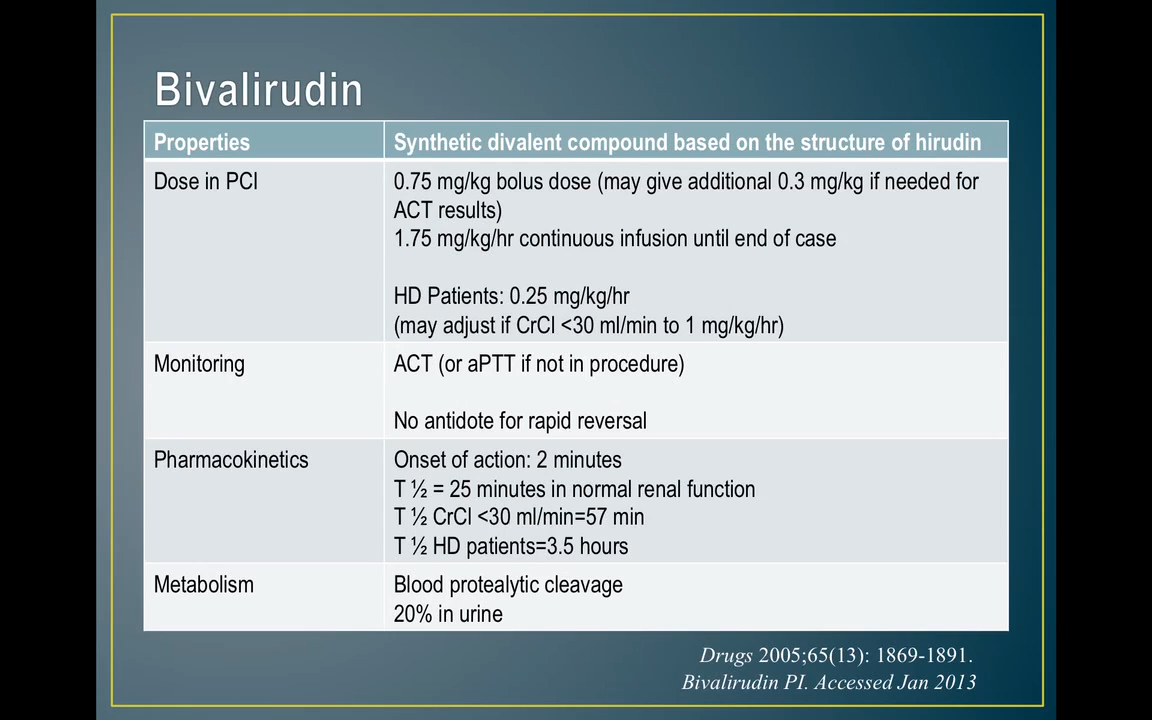 Bivalirudin
Properties
Synthetic divalent compound based on the structure of hirudin
Dose in PCI
0.75 mg/kg bolus dose (may give additional 0.3 mg/kg if needed for
ACT results)
1.75 mg/kg/hr continuous infusion until end of case
HD Patients: 0.25 mg/kg/hr
(may adjust if CrCl <30 ml/min to 1 mg/kg/hr)
Monitoring
ACT (or aPTT if not in procedure)
No antidote for rapid reversal
Pharmacokinetics
Onset of action: 2 minutes
T ½ = 25 minutes in normal renal function
T ½ CrCl <30 ml/min=57 min
T ½ HD patients=3.5 hours
Metabolism
Blood protealytic cleavage
20% in urine
Drugs 2005;65(13): 1869-1891.
Bivalirudin PI. Accessed Jan 2013